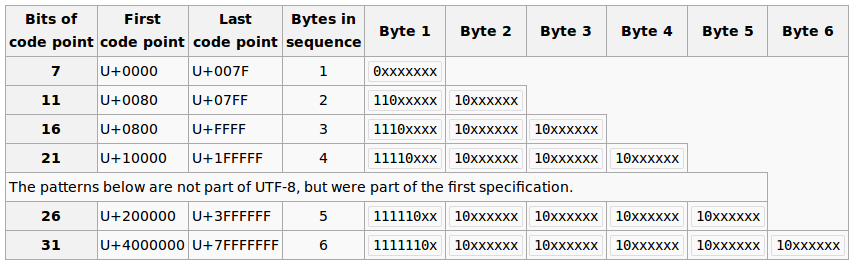 Bits of code point First code point Last code point Bytes in sequence Byte 1 Byte 2 Byte 3 Byte 4 Byte 5 Byte 6
7 U+0000 U+007F 1 0xxxxxxx
11 U+0080 U+07FF 2 110xxxxx 10xxxxxx
16 U+0800 U+FFFF 3 1110xxxx 10xxxxxx 10xxxxxx
21 U+10000 U+1FFFFF 4 11110xxx 10xxxxxx 10xxxxxx 10xxxxxx
The patterns below are not part of UTF-8, but were part of the first specification.
26 U+200000 U+3FFFFFF 5 111110xx 10xxxxxx 10xxxxxx 10xxxxxx 10xxxxxx
31 U+4000000 U+7FFFFFFF 6 1111110x 10xxxxxx 10xxxxxx 10xxxxxx 10xxxxxx 10xxxxxx